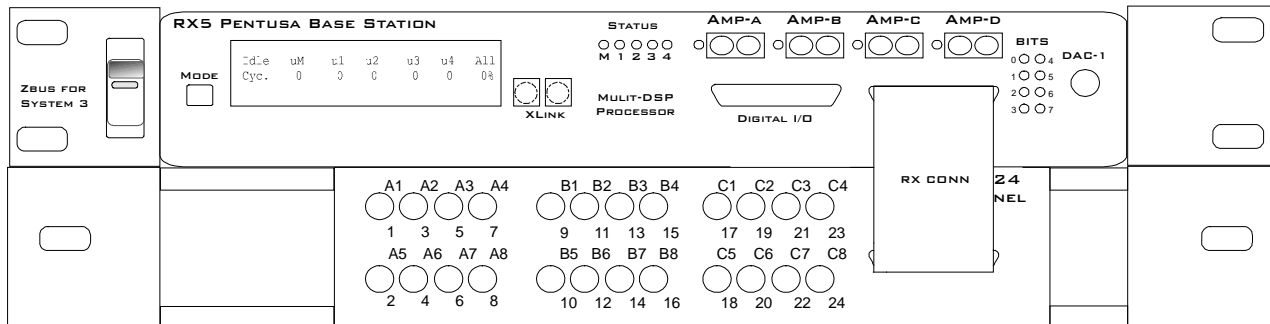 RX5 PENTUSA BASE STATION
STATUS
AMP-A AMP-B AMP-C AMP-D
BITS
M 1 2 3 4
0 4
1 5
2 6
3 7
DAC-1
MODE
Idle uM u1 u2 u3 u4 All
Cyc. 0 0 0 0 0 0%
ZBUS FOR
SYSTEM 3
XLINK
MULIT-DSP
PROCESSOR
DIGITAL I/O
RX CONN
24
NEL
A1 A2 A3 A4 B1 B2 B3 B4 C1 C2 C3 C4
1 3 5 7 9 11 13 15 17 19 21 23
A5 A6 A7 A8 B5 B6 B7 B8 C5 C6 C7 C8
2 4 6 8 10 12 14 16 18 20 22 24